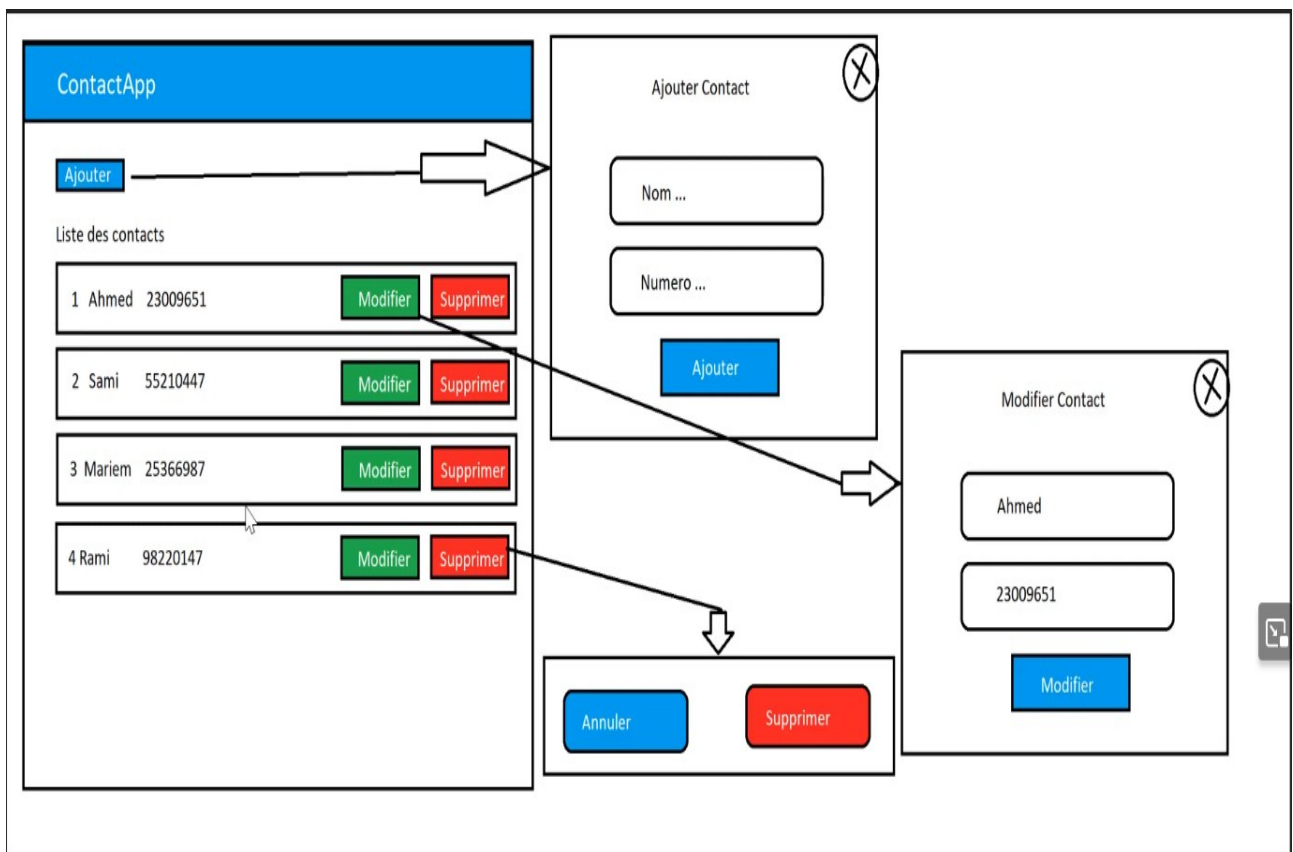 ContactApp
Ajouter
Liste des contacts
1 Ahmed 23009651 Modifier Supprimer
2 Sami 55210447 Modifier Supprimer
3 Mariem 25366987 Modifier Supprimer
4 Rami 98220147 Modifier Supprimer
Ajouter Contact
X
Nom ...
Numero ...
Ajouter
Modifier Contact
X
Ahmed
23009651
Modifier
Annuler Supprimer